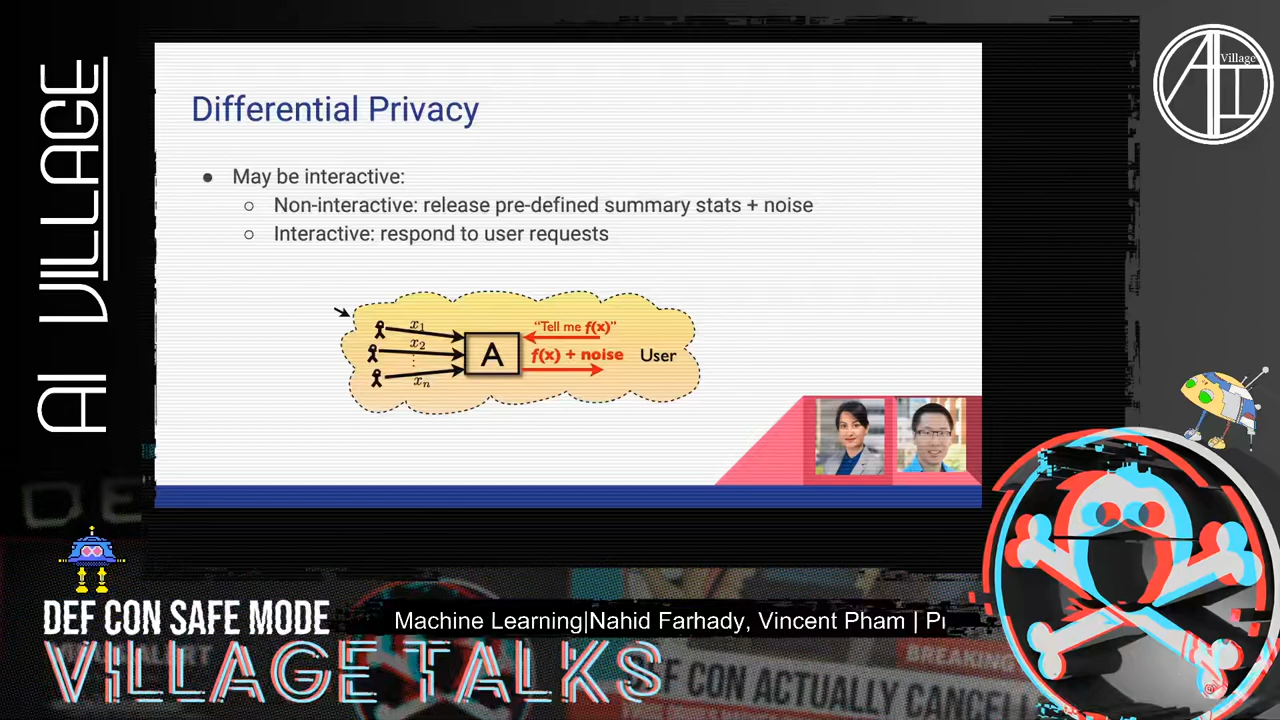 AI VILLAGE
AI
Village
Differential Privacy
● May be interactive:
○ Non-interactive: release pre-defined summary stats + noise
○ Interactive: respond to user requests
x1
x2
xn
A
"Tell me f(x)"
f(x) + noise
User
DEF CON SAFE MODE
VILLAGE TALKS
Machine Learning|Nahid Farhady, Vincent Pham |
BREAKING
DEF CON ACTUALLY CANCEL